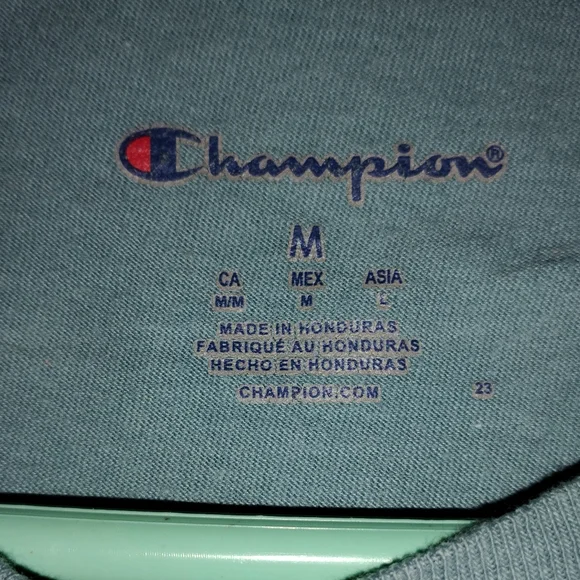 Champion®
M
CA MEX ASIA
M/M M L
MADE IN HONDURAS
FABRIQUÉ AU HONDURAS
HECHO EN HONDURAS
CHAMPION.COM 23